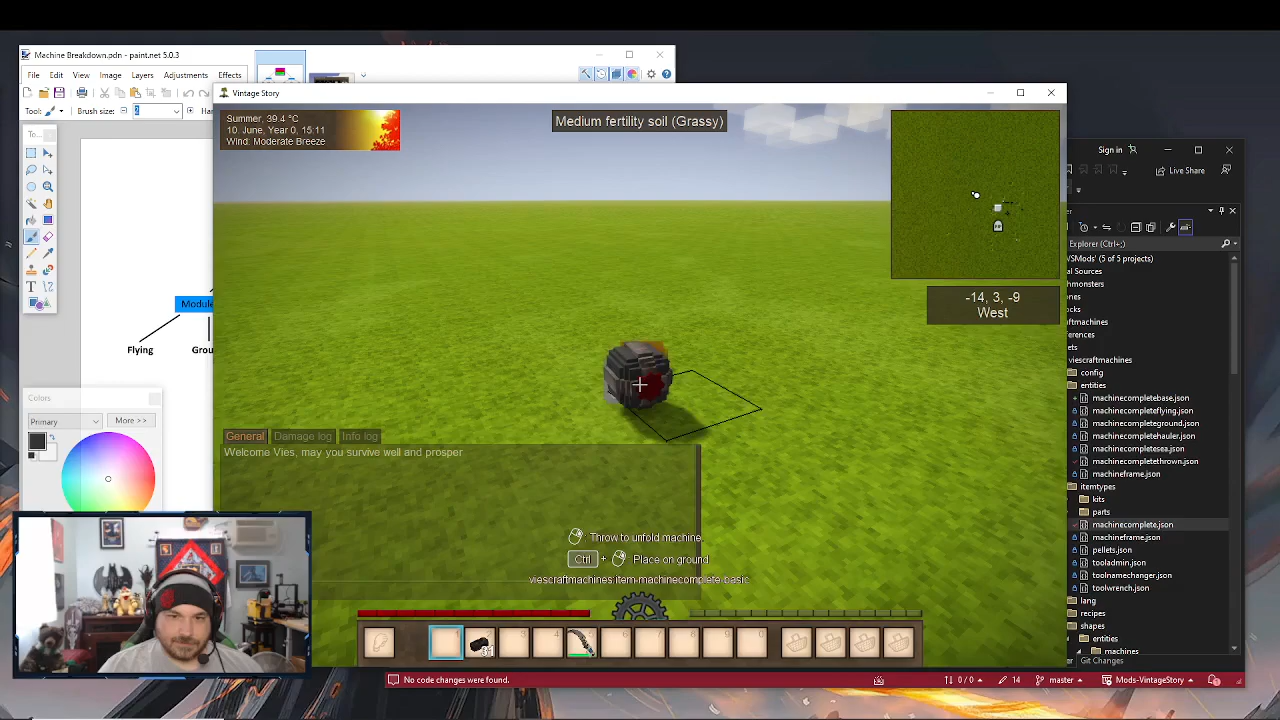 Machine Breakdown.pdn - paint.net 5.0.3
File Edit View Image Layers Adjustments Effects
Tool: Brush size: 2
Module
Flying Grou
Colors
Primary More >>
Vintage Story
Summer, 39.4 °C
10. June, Year 0, 15:11
Wind: Moderate Breeze
Medium fertility soil (Grassy)
-14, 3, -9
West
General Damage log Info log
Welcome Vies, may you survive well and prosper
Throw to unfold machine
Ctrl + Place on ground
viescraftmachines:item-machinecomplete-basic
Sign in
Live Share
Explorer (Ctrl+;)
VSMods' (5 of 5 projects)
config
entities
machinecompletebase.json
machinecompleteflying.json
machinecompleteground.json
machinecompletehauler.json
machinecompletesea.json
machinecompletethrown.json
machineframe.json
itemtypes
kits
parts
machinecomplete.json
machineframe.json
pellets.json
tooladmin.json
toolnamechanger.json
toolwrench.json
lang
shapes
entities
machines
Git Changes
No code changes were found.
0 / 0 14 master Mods-VintageStory